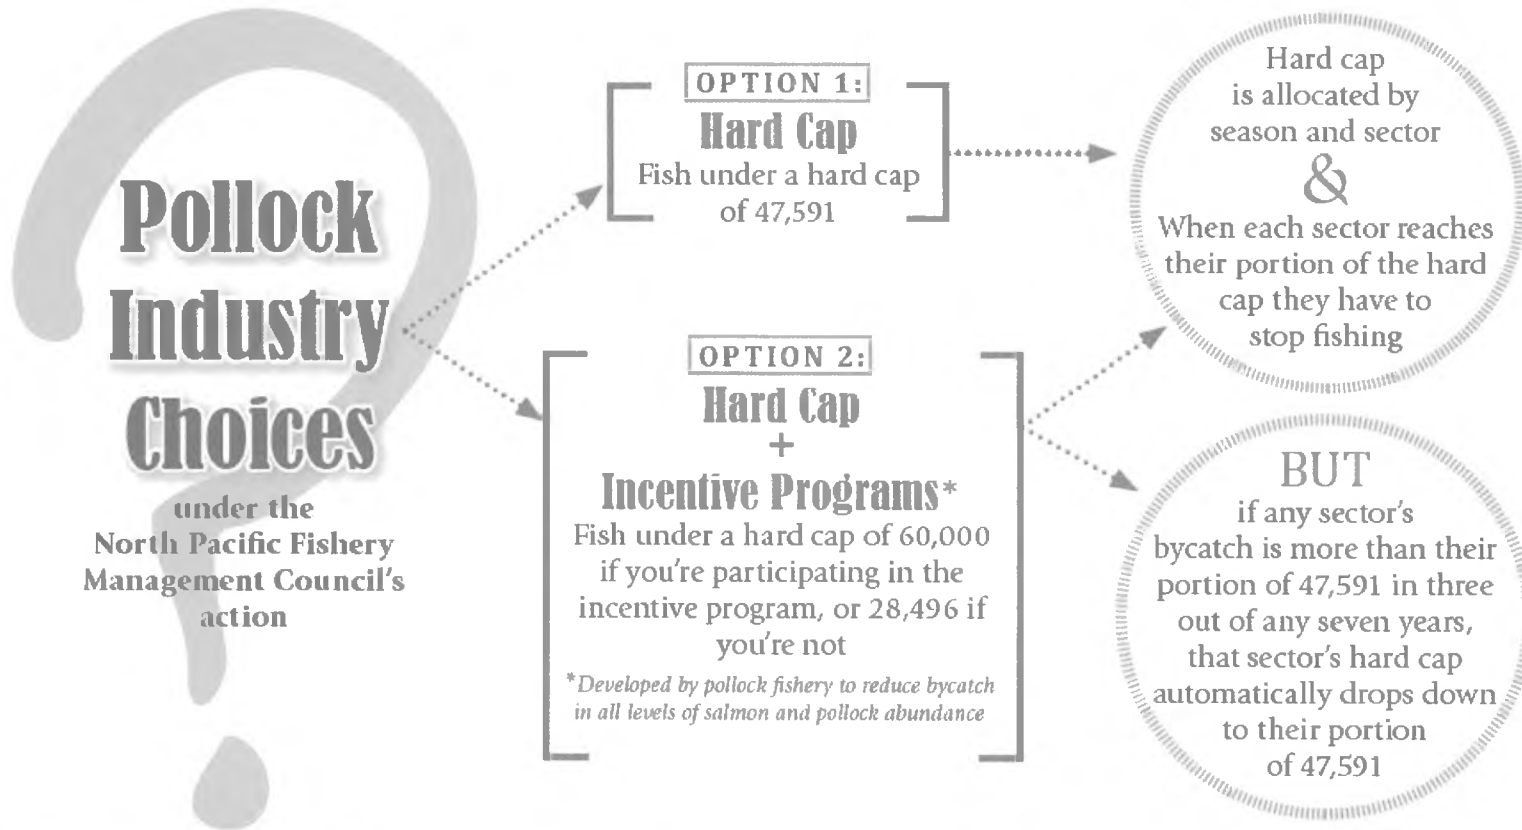 Pollock
Industry
Choices
under the
North Pacific Fishery
Management Council's
action
OPTION 1:
Hard Cap
Fish under a hard cap
of 47,591
OPTION 2:
Hard Cap
+
Incentive Programs*
Fish under a hard cap of 60,000
if you're participating in the
incentive program, or 28,496 if
you're not
*Developed by pollock fishery to reduce bycatch
in all levels of salmon and pollock abundance
Hard cap
is allocated by
season and sector
&
When each sector reaches
their portion of the hard
cap they have to
stop fishing
BUT
if any sector's
bycatch is more than their
portion of 47,591 in three
out of any seven years,
that sector's hard cap
automatically drops down
to their portion
of 47,591